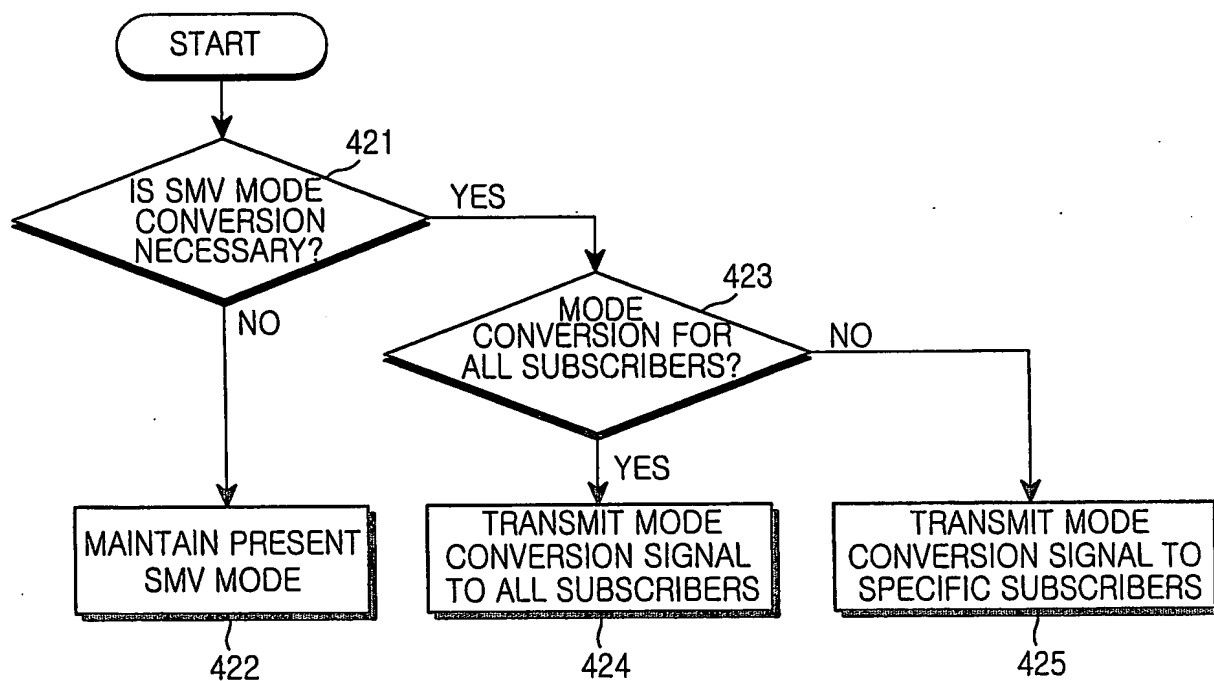 START
421
IS SMV MODE
CONVERSION
NECESSARY?
YES
NO
423
MODE
CONVERSION FOR
ALL SUBSCRIBERS?
NO
YES
MAINTAIN PRESENT
SMV MODE
422
TRANSMIT MODE
CONVERSION SIGNAL
TO ALL SUBSCRIBERS
424
TRANSMIT MODE
CONVERSION SIGNAL TO
SPECIFIC SUBSCRIBERS
425